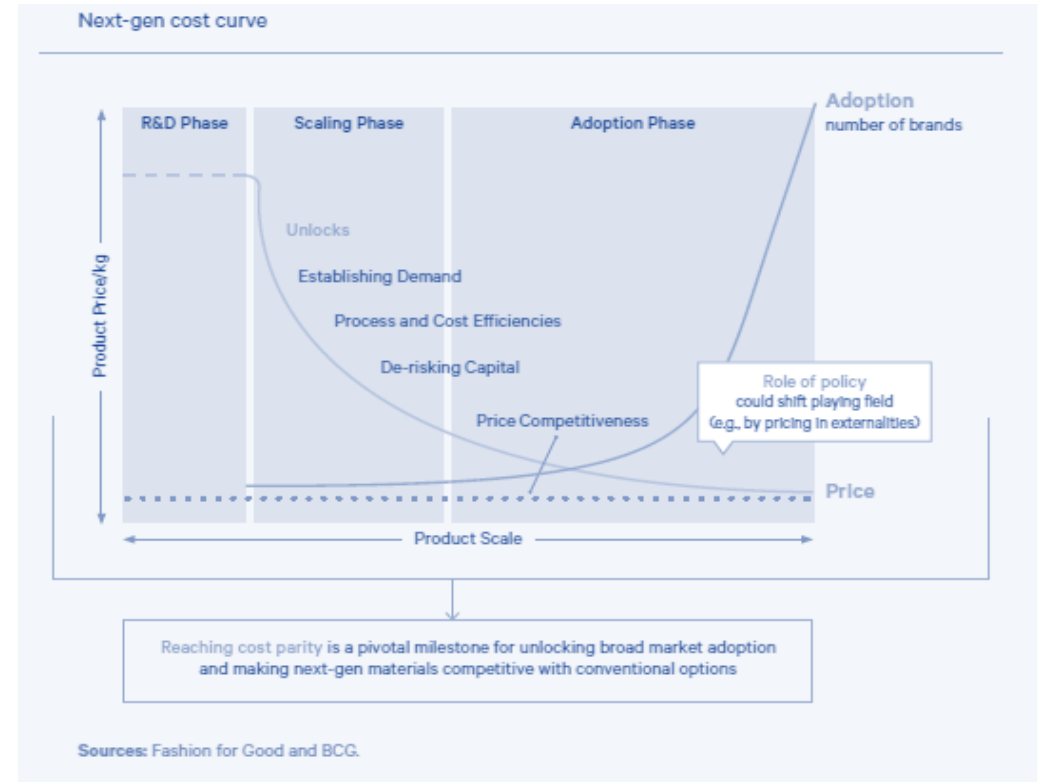 Next-gen cost curve
R&D Phase
Scaling Phase
Adoption Phase
Adoption
number of brands
Unlocks
Establishing Demand
Process and Cost Efficiencies
De-risking Capital
Price Competitiveness
Role of policy
could shift playing field
(e.g., by pricing in externalities)
Price
Product Price/kg
Product Scale
Reaching cost parity is a pivotal milestone for unlocking broad market adoption
and making next-gen materials competitive with conventional options
Sources: Fashion for Good and BCG.